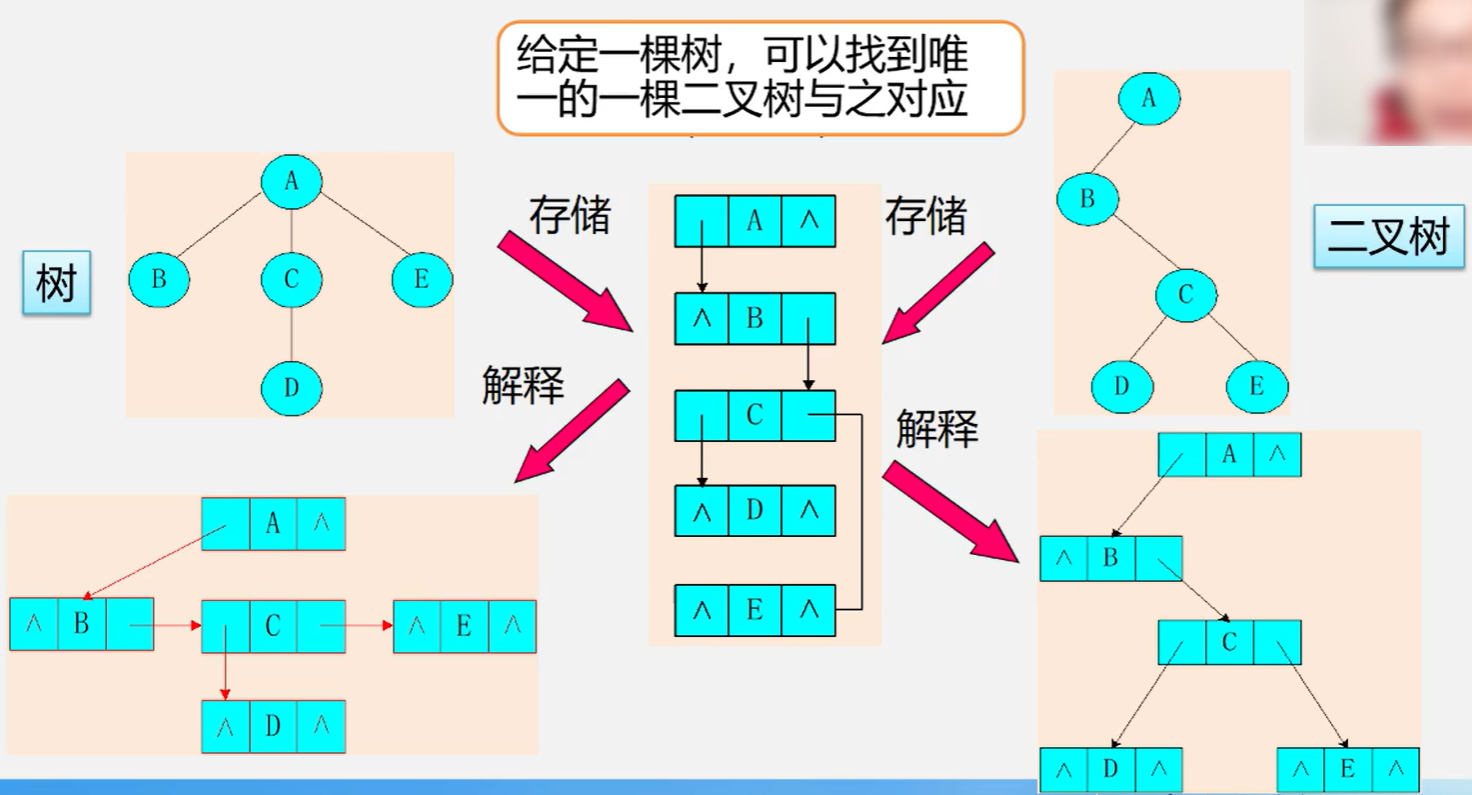 给定一棵树，可以找到唯
一的一棵二叉树与之对应
树
A
B C E
D
存储
解释
∧
A ∧
∧ B
C
∧ D ∧
∧ E ∧
存储
解释
二叉树
A
B
C
D E
A ∧
∧ B
C ∧ E ∧
∧ D ∧
A ∧
∧ B
C
∧ D ∧ ∧ E ∧